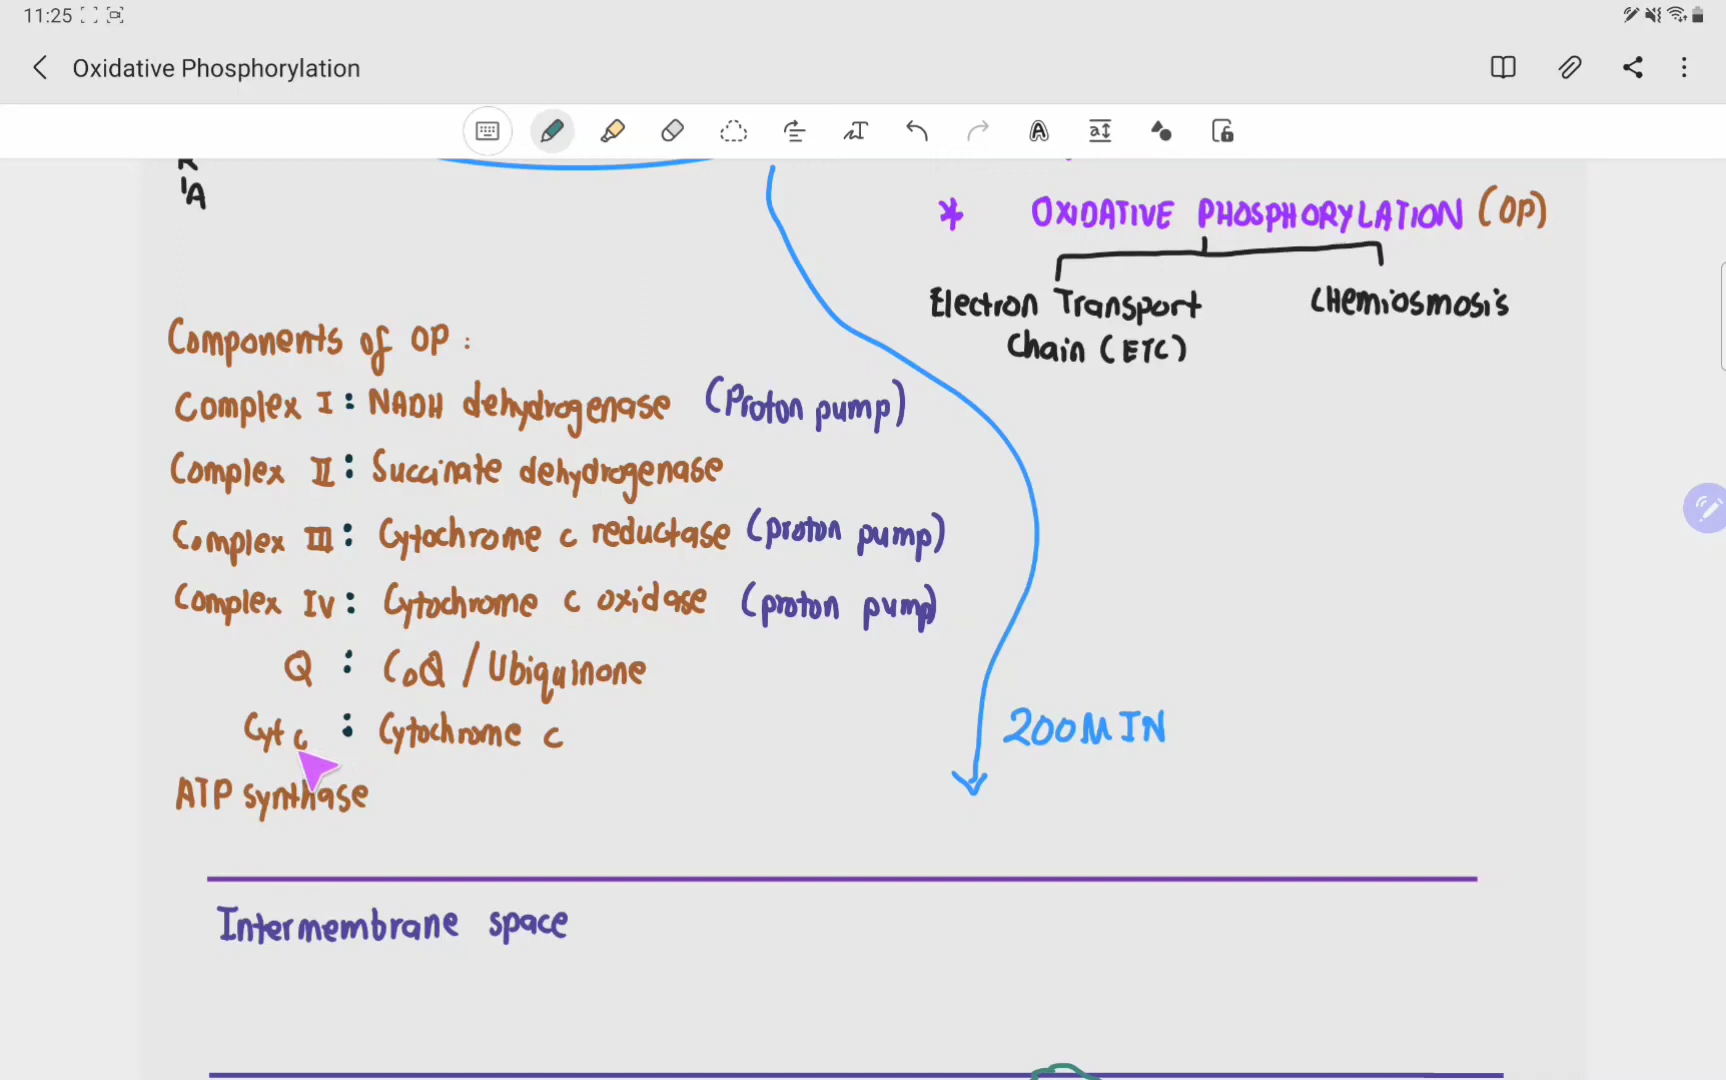 11:25
Oxidative Phosphorylation
'A
* OXIDATIVE PHOSPHORYLATION (OP)
Electron Transport Chain (ETC)
CHemiosmosis
Components of OP :
Complex I : NADH dehydrogenase (Proton pump)
Complex II : Succinate dehydrogenase
Complex III : Cytochrome c reductase (proton pump)
Complex IV : Cytochrome c oxidase (proton pump)
Q : CoQ / Ubiquinone
Cyt c : Cytochrome c
200MIN
ATP synthase
Intermembrane space